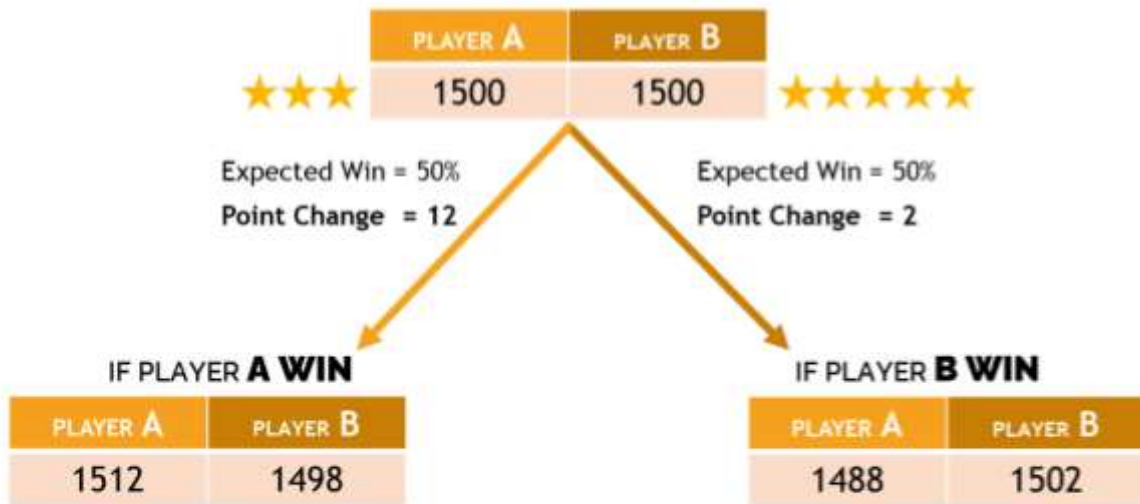 PLAYER A PLAYER B
1500 1500
Expected Win = 50% Expected Win = 50%
Point Change = 12 Point Change = 2
IF PLAYER A WIN IF PLAYER B WIN
PLAYER A PLAYER B PLAYER A PLAYER B
1512 1498 1488 1502